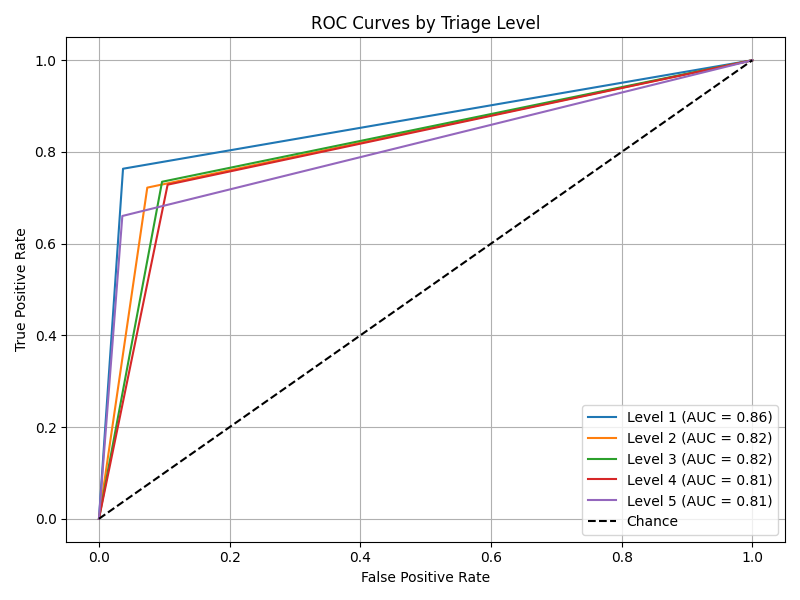 ROC Curves by Triage Level
1.0
0.8
0.6
0.4
0.2
0.0
True Positive Rate
0.0 0.2 0.4 0.6 0.8 1.0
False Positive Rate
Level 1 (AUC = 0.86)
Level 2 (AUC = 0.82)
Level 3 (AUC = 0.82)
Level 4 (AUC = 0.81)
Level 5 (AUC = 0.81)
Chance